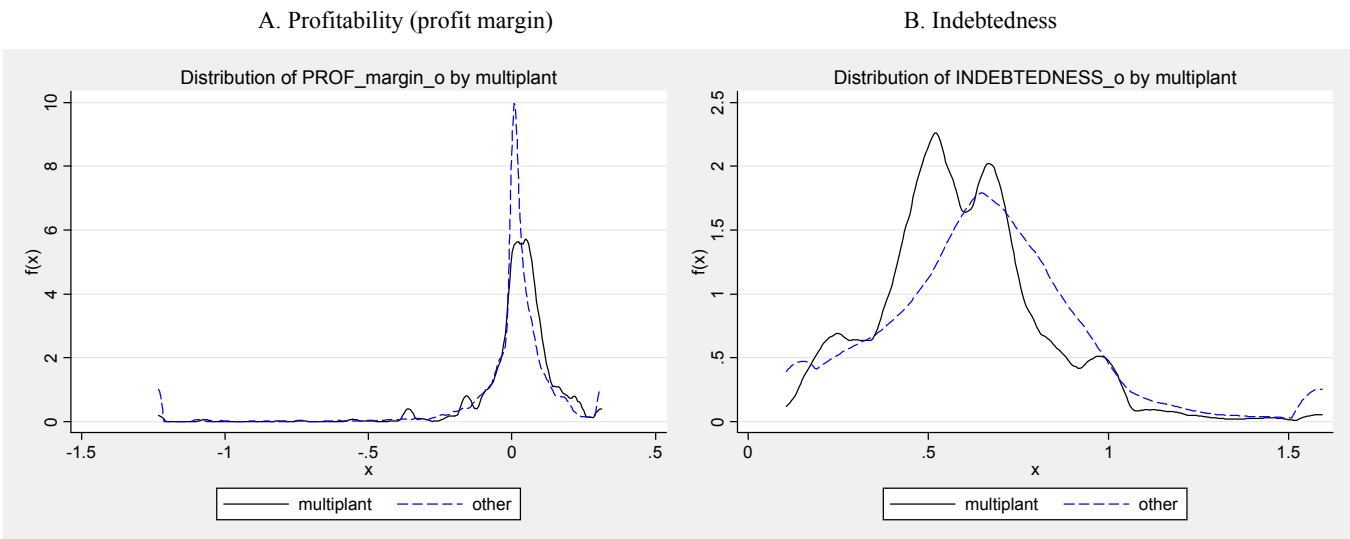 A. Profitability (profit margin)
B. Indebtedness
Distribution of PROF_margin_o by multiplant
10
8
6
4
2
0
f(x)
-1.5
-1
-.5
0
.5
x
multiplant
other
Distribution of INDEBTEDNESS_o by multiplant
2.5
2
1.5
1
.5
0
f(x)
0
.5
1
1.5
x
multiplant
other